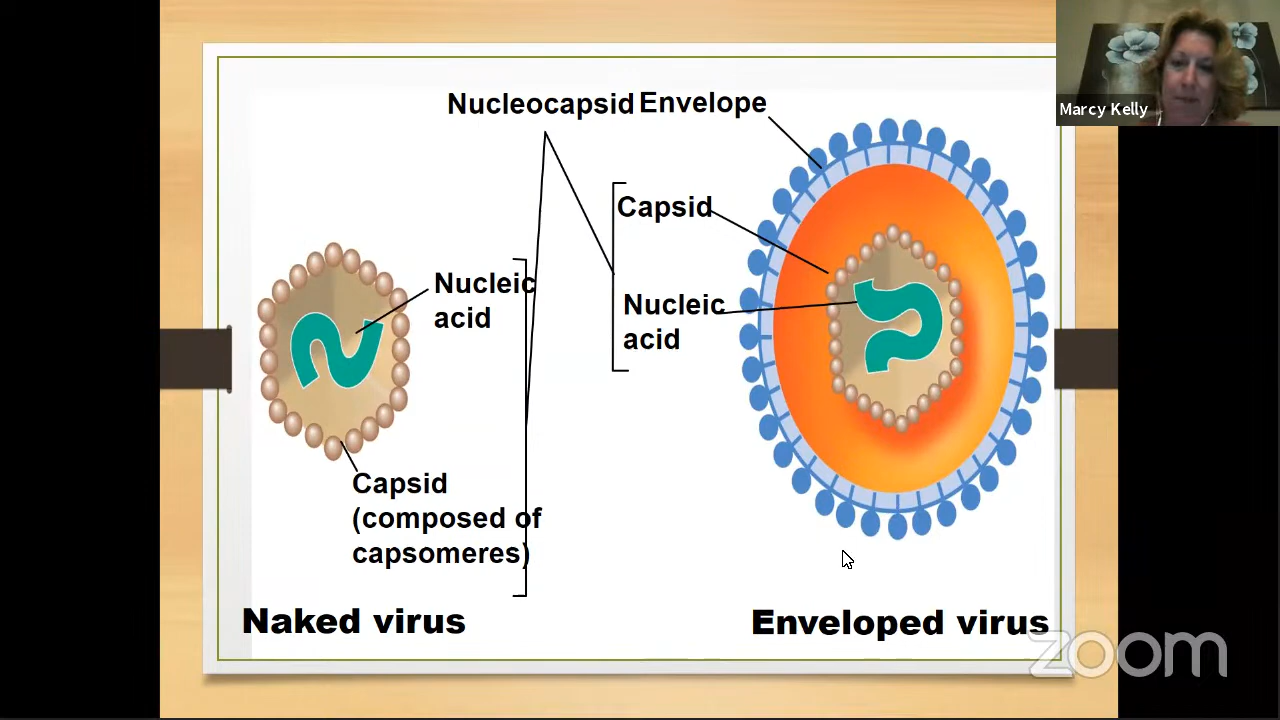 Nucleocapsid
Envelope
Marcy Kelly
Capsid
Nucleic
acid
Nucleic
acid
Capsid
(composed of
capsomeres)
Naked virus
Enveloped virus
zoom